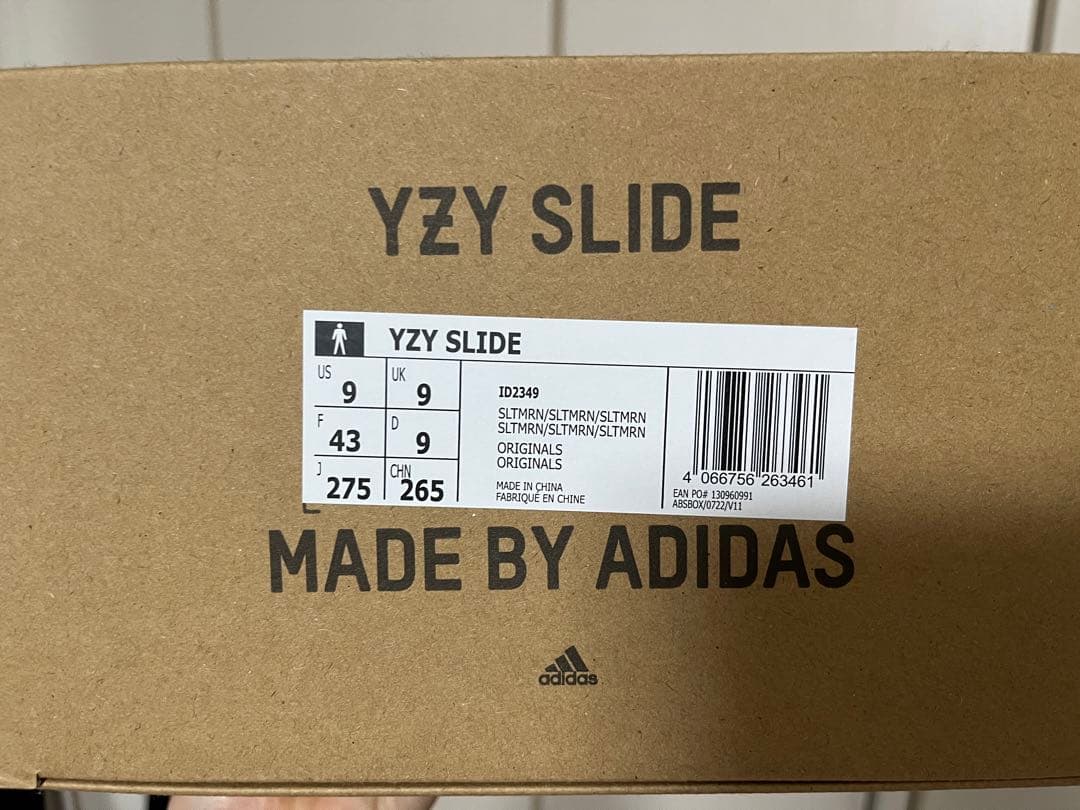 YZY SLIDE
YZY SLIDE
US 9 UK 9
F 43 D 9
J 275 CHN 265
ID2349
SLTMRN/SLTMRN/SLTMRN
SLTMRN/SLTMRN/SLTMRN
ORIGINALS
ORIGINALS
MADE IN CHINA
FABRIQUÉ EN CHINE
4 066756 263461
EAN PO# 130960991
ABSBOX/0722/V11
MADE BY ADIDAS
adidas